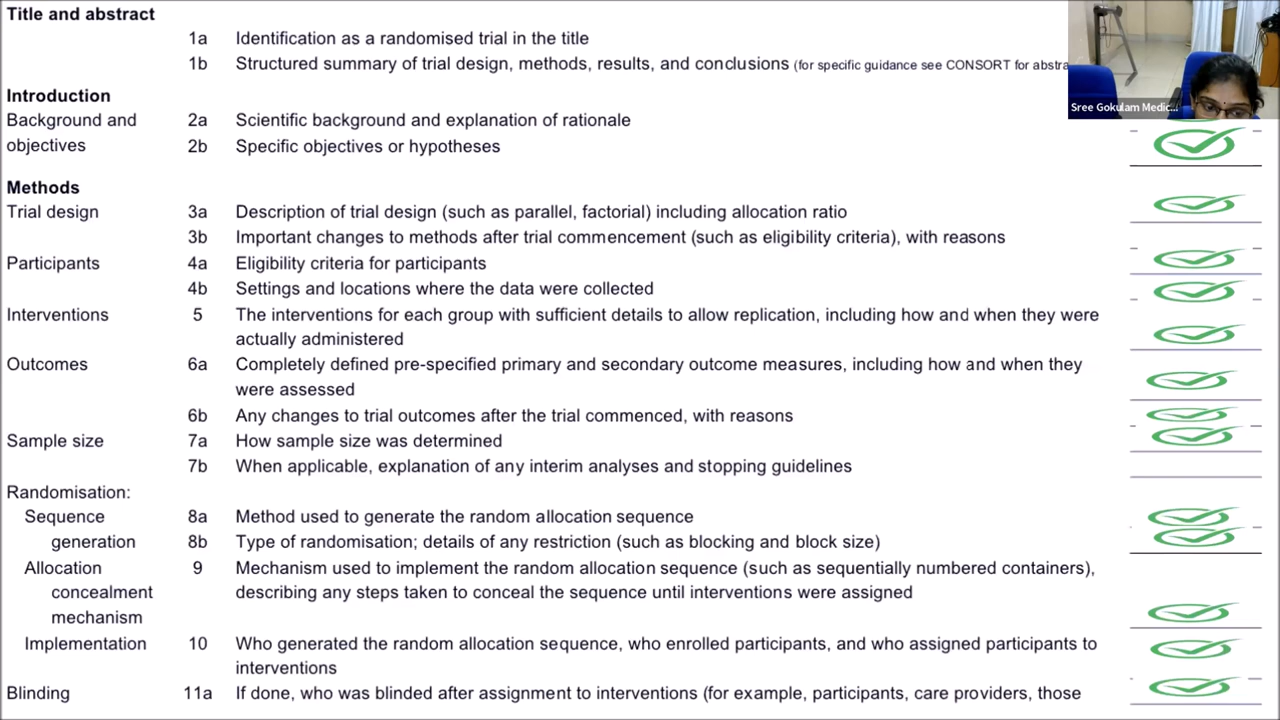 Title and abstract
1a Identification as a randomised trial in the title
1b Structured summary of trial design, methods, results, and conclusions (for specific guidance see CONSORT for abstra
Sree Gokulam Medic...
Introduction
Background and 2a Scientific background and explanation of rationale
objectives 2b Specific objectives or hypotheses
Methods
Trial design 3a Description of trial design (such as parallel, factorial) including allocation ratio
3b Important changes to methods after trial commencement (such as eligibility criteria), with reasons
Participants 4a Eligibility criteria for participants
4b Settings and locations where the data were collected
Interventions 5 The interventions for each group with sufficient details to allow replication, including how and when they were
actually administered
Outcomes 6a Completely defined pre-specified primary and secondary outcome measures, including how and when they
were assessed
6b Any changes to trial outcomes after the trial commenced, with reasons
Sample size 7a How sample size was determined
7b When applicable, explanation of any interim analyses and stopping guidelines
Randomisation:
Sequence 8a Method used to generate the random allocation sequence
generation 8b Type of randomisation; details of any restriction (such as blocking and block size)
Allocation 9 Mechanism used to implement the random allocation sequence (such as sequentially numbered containers),
concealment describing any steps taken to conceal the sequence until interventions were assigned
mechanism
Implementation 10 Who generated the random allocation sequence, who enrolled participants, and who assigned participants to
interventions
Blinding 11a If done, who was blinded after assignment to interventions (for example, participants, care providers, those